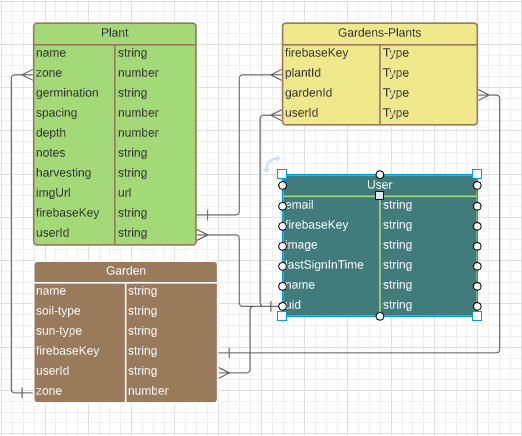 Plant
name string
zone number
germination string
spacing number
depth number
notes string
harvesting string
imgUrl url
firebaseKey string
userId string
Gardens-Plants
firebaseKey Type
plantId Type
gardenId Type
userId Type
User
email string
firebaseKey string
image string
lastSignInTime string
name string
uid string
Garden
name string
soil-type string
sun-type string
firebaseKey string
userId string
zone number